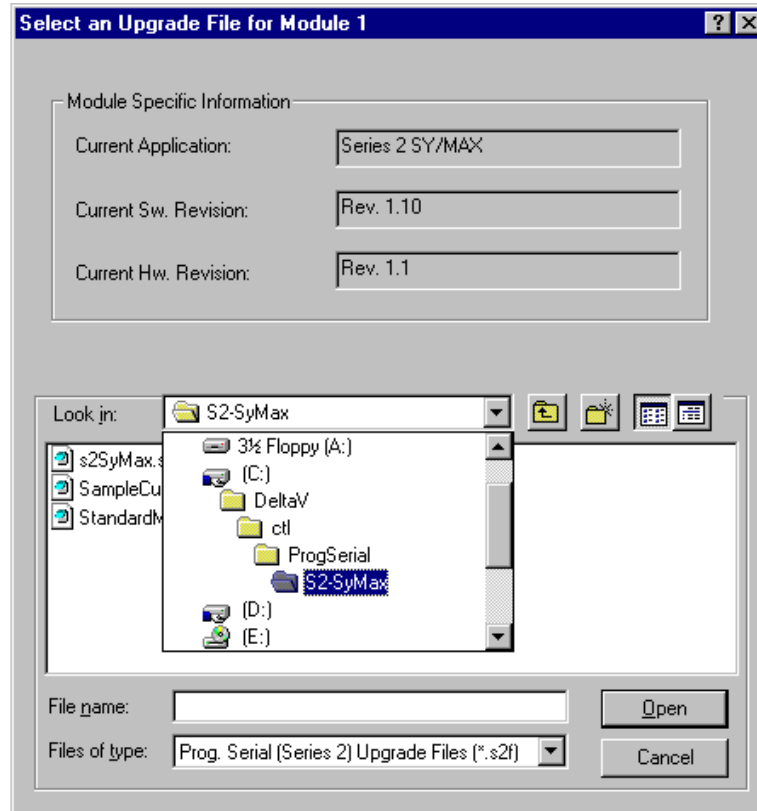 Select an Upgrade File for Module 1
Module Specific Information
Current Application: Series 2 SY/MAX
Current Sw. Revision: Rev. 1.10
Current Hw. Revision: Rev. 1.1
Look in: S2-SyMax
3½ Floppy (A:)
(C:)
DeltaV
ctl
ProgSerial
S2-SyMax
(D:)
(E:)
s2SyMax.s
SampleCu
StandardM
File name: Open
Files of type: Prog. Serial (Series 2) Upgrade Files (*.s2f) Cancel